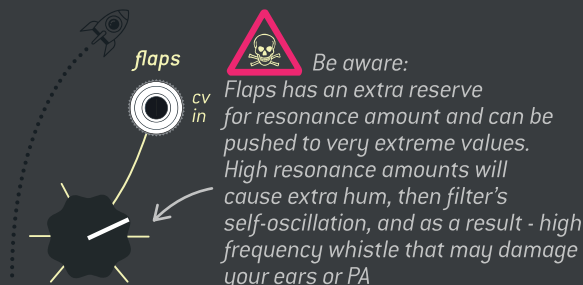 flaps
cv
in
Be aware:
Flaps has an extra reserve
for resonance amount and can be
pushed to very extreme values.
High resonance amounts will
cause extra hum, then filter's
self-oscillation, and as a result - high
frequency whistle that may damage
your ears or PA